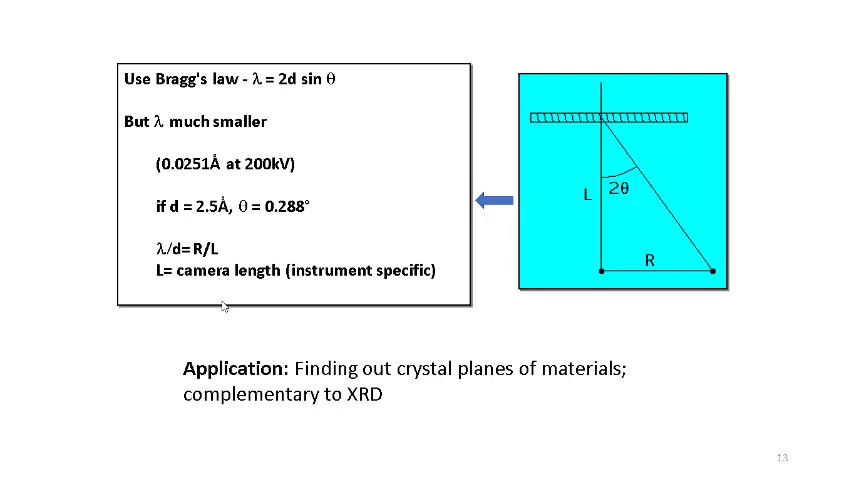 Use Bragg's law - λ = 2d sin θ
But λ much smaller
(0.0251Å at 200kV)
if d = 2.5Å, θ = 0.288°
λ/d= R/L
L= camera length (instrument specific)
L
2θ
R
Application: Finding out crystal planes of materials;
complementary to XRD
13